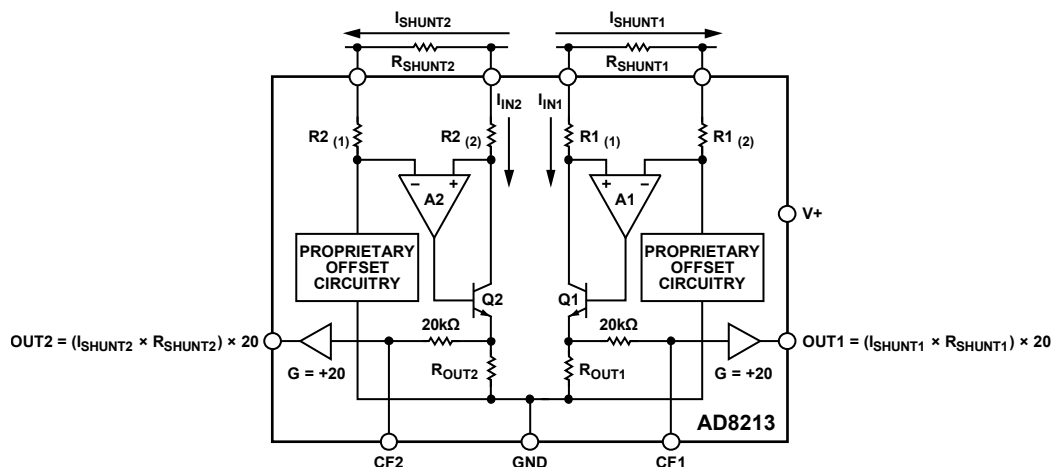 I_SHUNT2
I_SHUNT1
R_SHUNT2
R_SHUNT1
I_IN2
I_IN1
R2 (1)
R2 (2)
R1 (1)
R1 (2)
− +
+ −
A2
A1
V+
PROPRIETARY
OFFSET
CIRCUITRY
PROPRIETARY
OFFSET
CIRCUITRY
Q2
Q1
20kΩ
20kΩ
OUT2 = (I_SHUNT2 × R_SHUNT2) × 20
OUT1 = (I_SHUNT1 × R_SHUNT1) × 20
G = +20
R_OUT2
R_OUT1
G = +20
AD8213
CF2
GND
CF1